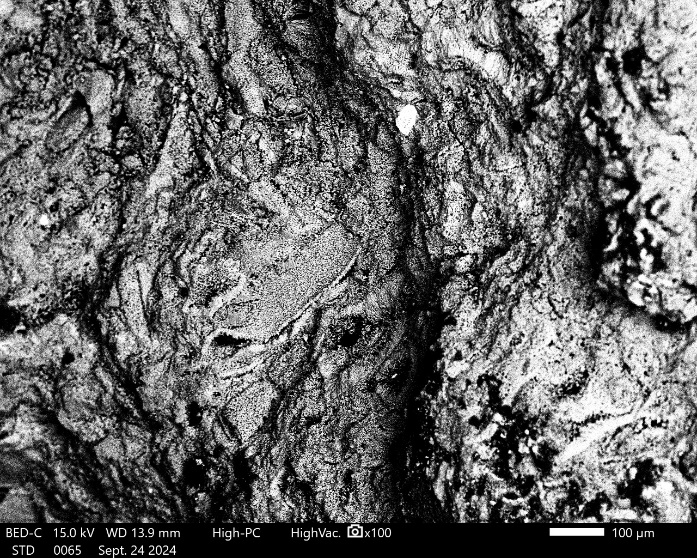 BED-C 15.0 kV WD 13.9 mm High-PC HighVac. x100 100 µm
STD 0065 Sept. 24 2024